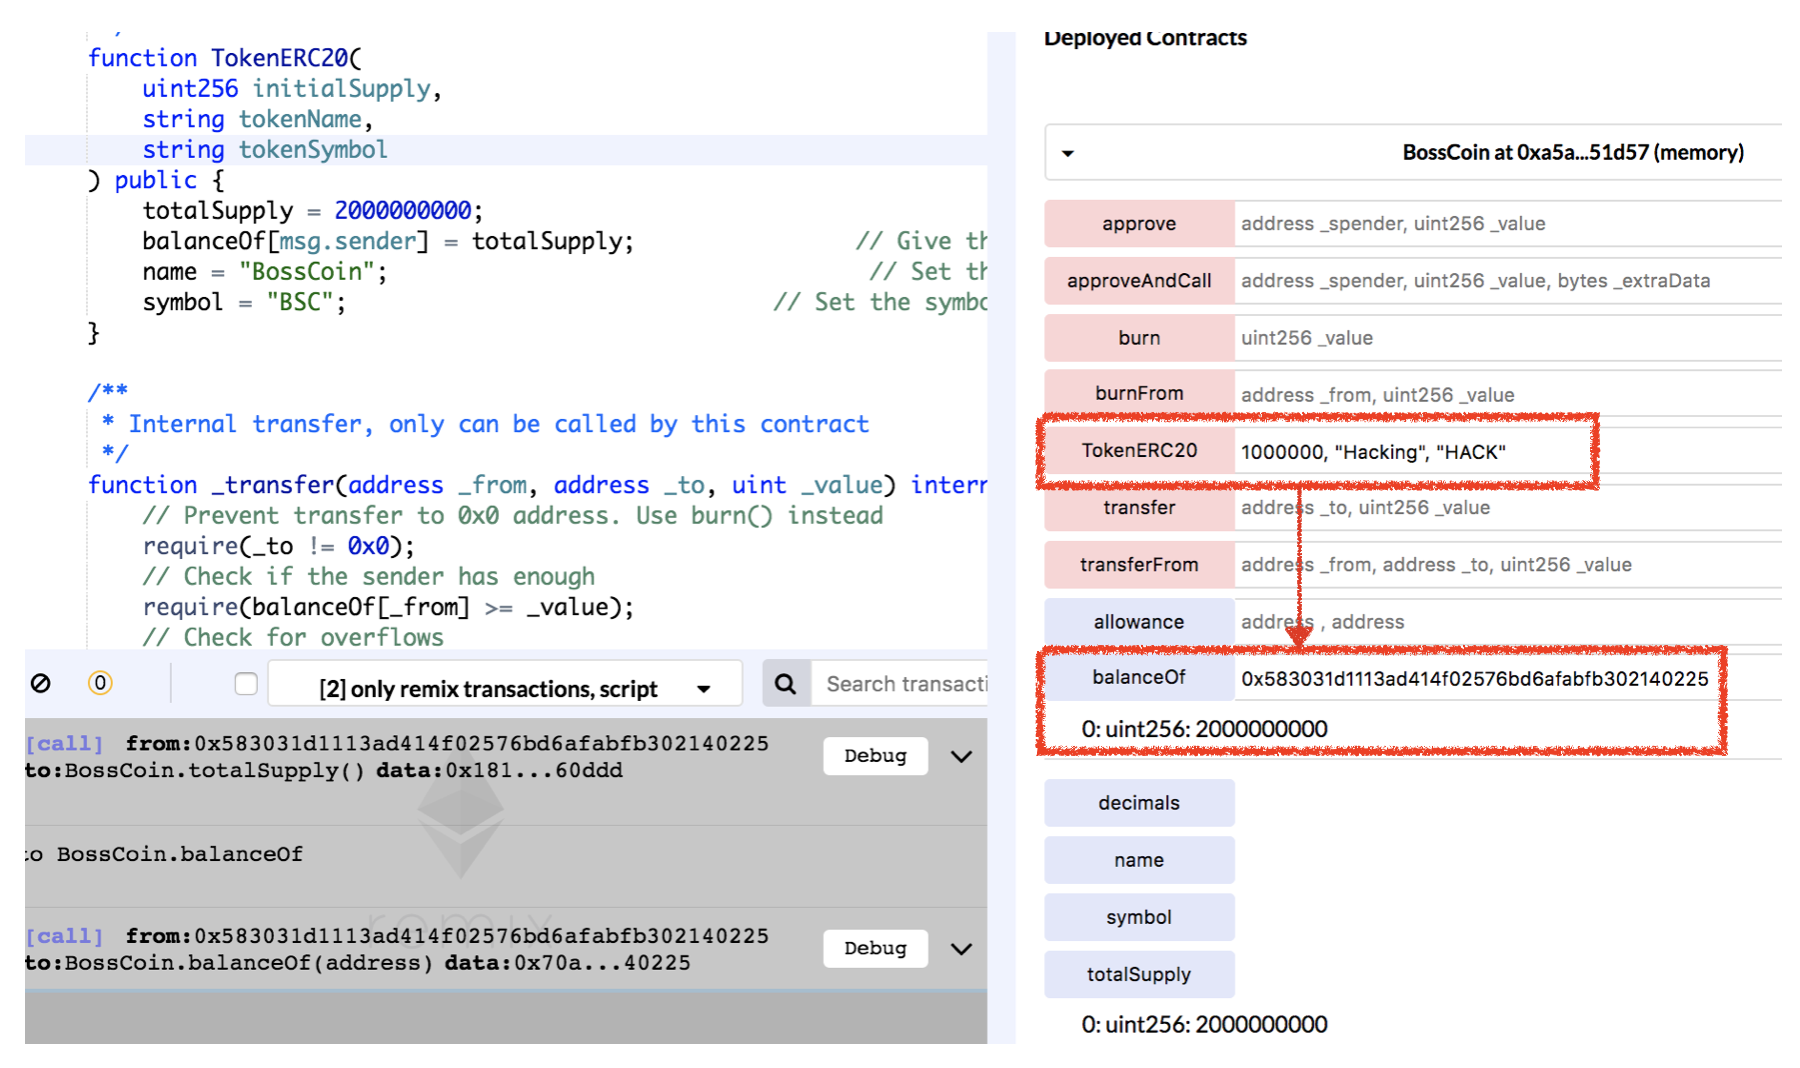 function TokenERC20(
uint256 initialSupply,
string tokenName,
string tokenSymbol
) public {
totalSupply = 2000000000;
balanceOf[msg.sender] = totalSupply; // Give th
name = "BossCoin"; // Set th
symbol = "BSC"; // Set the symbo
}
/**
* Internal transfer, only can be called by this contract
*/
function _transfer(address _from, address _to, uint _value) intern
// Prevent transfer to 0x0 address. Use burn() instead
require(_to != 0x0);
// Check if the sender has enough
require(balanceOf[_from] >= _value);
// Check for overflows
0
[2] only remix transactions, script
Search transacti
[call] from:0x583031d1113ad414f02576bd6afabfb302140225
to:BossCoin.totalSupply() data:0x181...60ddd
Debug
to BossCoin.balanceOf
remix
[call] from:0x583031d1113ad414f02576bd6afabfb302140225
to:BossCoin.balanceOf(address) data:0x70a...40225
Debug
Deployed Contracts
BossCoin at 0xa5a...51d57 (memory)
approve address _spender, uint256 _value
approveAndCall address _spender, uint256 _value, bytes _extraData
burn uint256 _value
burnFrom address _from, uint256 _value
TokenERC20 1000000, "Hacking", "HACK"
transfer address _to, uint256 _value
transferFrom address _from, address _to, uint256 _value
allowance address , address
balanceOf 0x583031d1113ad414f02576bd6afabfb302140225
0: uint256: 2000000000
decimals
name
symbol
totalSupply
0: uint256: 2000000000